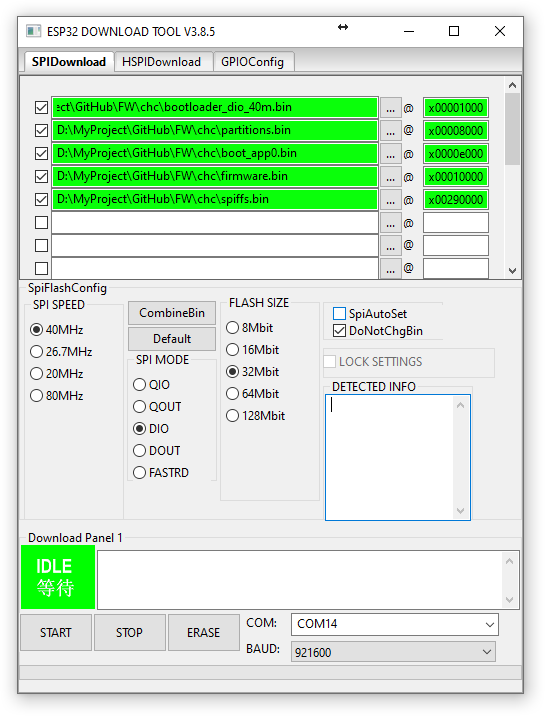 ESP32 DOWNLOAD TOOL V3.8.5
SPIDownload HSPIDownload GPIOConfig
ect\GitHub\FW\chc\bootloader_dio_40m.bin ... @ x00001000
D:\MyProject\GitHub\FW\chc\partitions.bin ... @ x00008000
D:\MyProject\GitHub\FW\chc\boot_app0.bin ... @ x0000e000
D:\MyProject\GitHub\FW\chc\firmware.bin ... @ x00010000
D:\MyProject\GitHub\FW\chc\spiffs.bin ... @ x00290000
... @
... @
... @
SpiFlashConfig
SPI SPEED
40MHz
26.7MHz
20MHz
80MHz
CombineBin
Default
SPI MODE
QIO
QOUT
DIO
DOUT
FASTRD
FLASH SIZE
8Mbit
16Mbit
32Mbit
64Mbit
128Mbit
SpiAutoSet
DoNotChgBin
LOCK SETTINGS
DETECTED INFO
Download Panel 1
IDLE
等待
START STOP ERASE
COM: COM14
BAUD: 921600